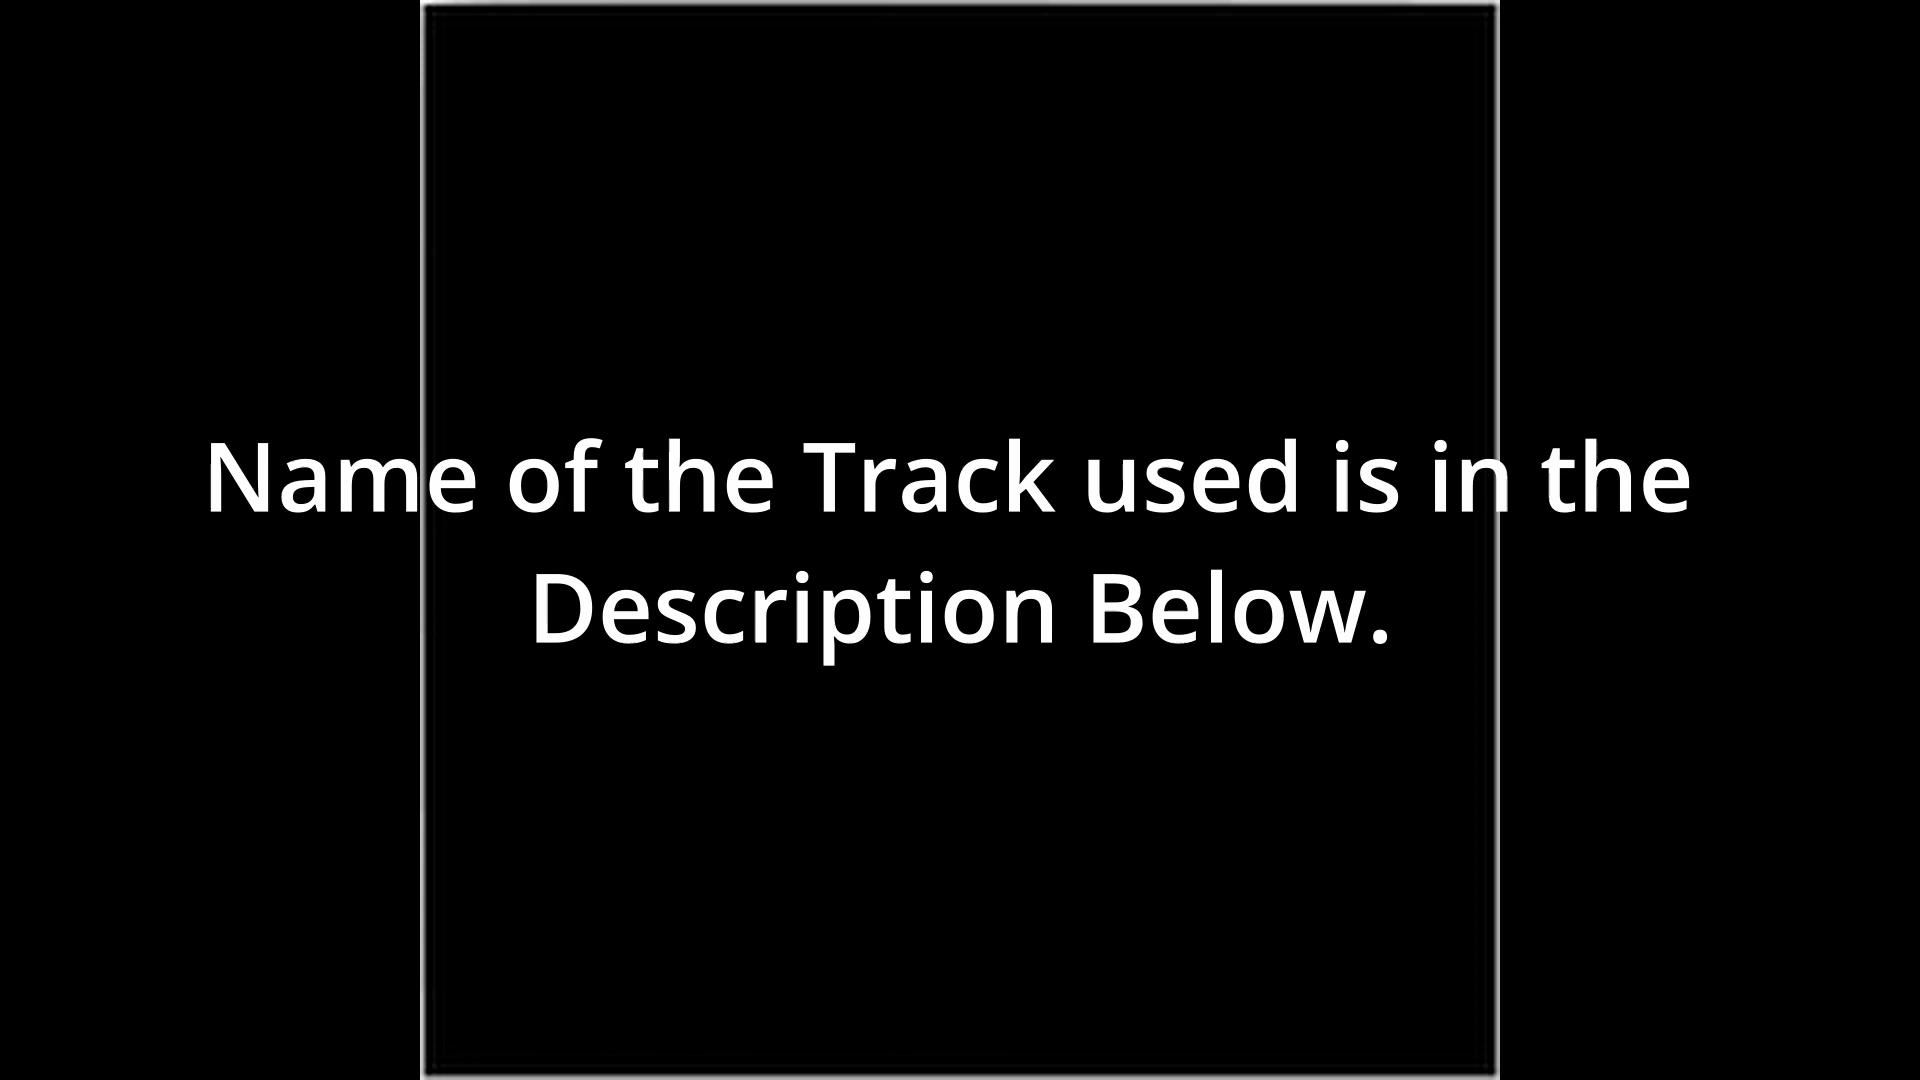 Name of the Track used is in the
Description Below.